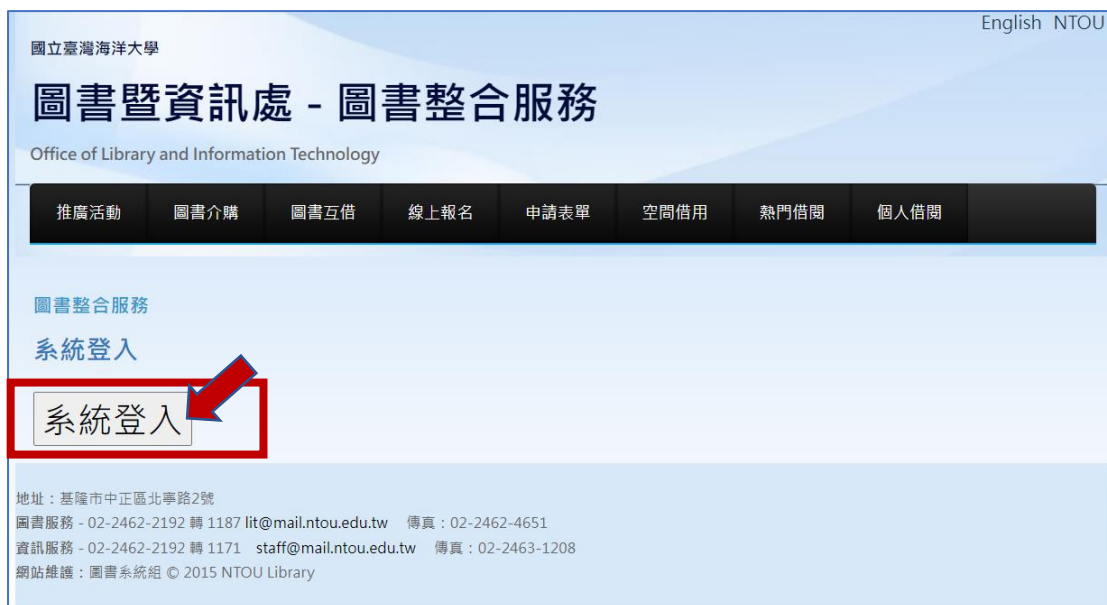 English NTOU
國立臺灣海洋大學
圖書暨資訊處 - 圖書整合服務
Office of Library and Information Technology
推廣活動 圖書介購 圖書互借 線上報名 申請表單 空間借用 熱門借閱 個人借閱
圖書整合服務
系統登入
系統登入
地址：基隆市中正區北寧路2號
圖書服務 - 02-2462-2192 轉 1187 lit@mail.ntou.edu.tw 傳真：02-2462-4651
資訊服務 - 02-2462-2192 轉 1171 staff@mail.ntou.edu.tw 傳真：02-2463-1208
網站維護：圖書系統組 © 2015 NTOU Library